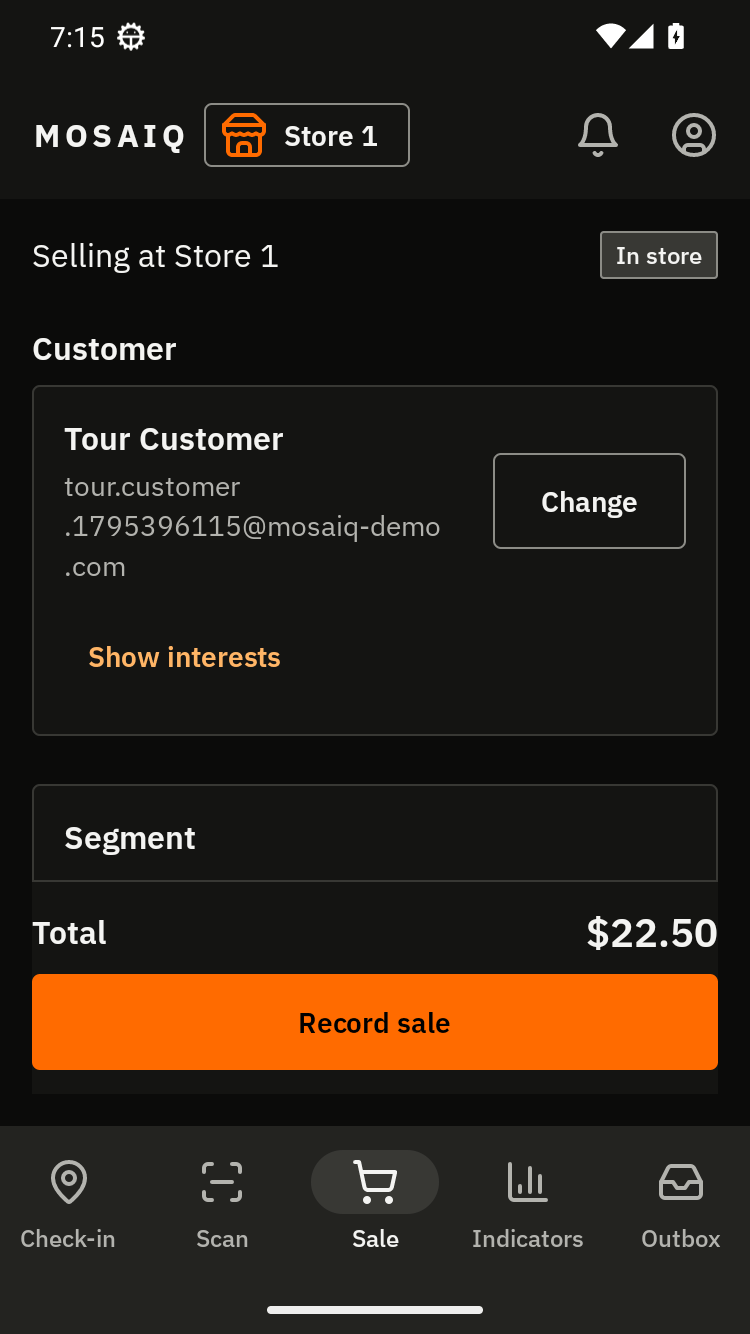 7:15
MOSAIQ
Store 1
Selling at Store 1
In store
Customer
Tour Customer
tour.customer
.1795396115@mosaiq-demo
.com
Change
Show interests
Segment
Total
$22.50
Record sale
Check-in
Scan
Sale
Indicators
Outbox